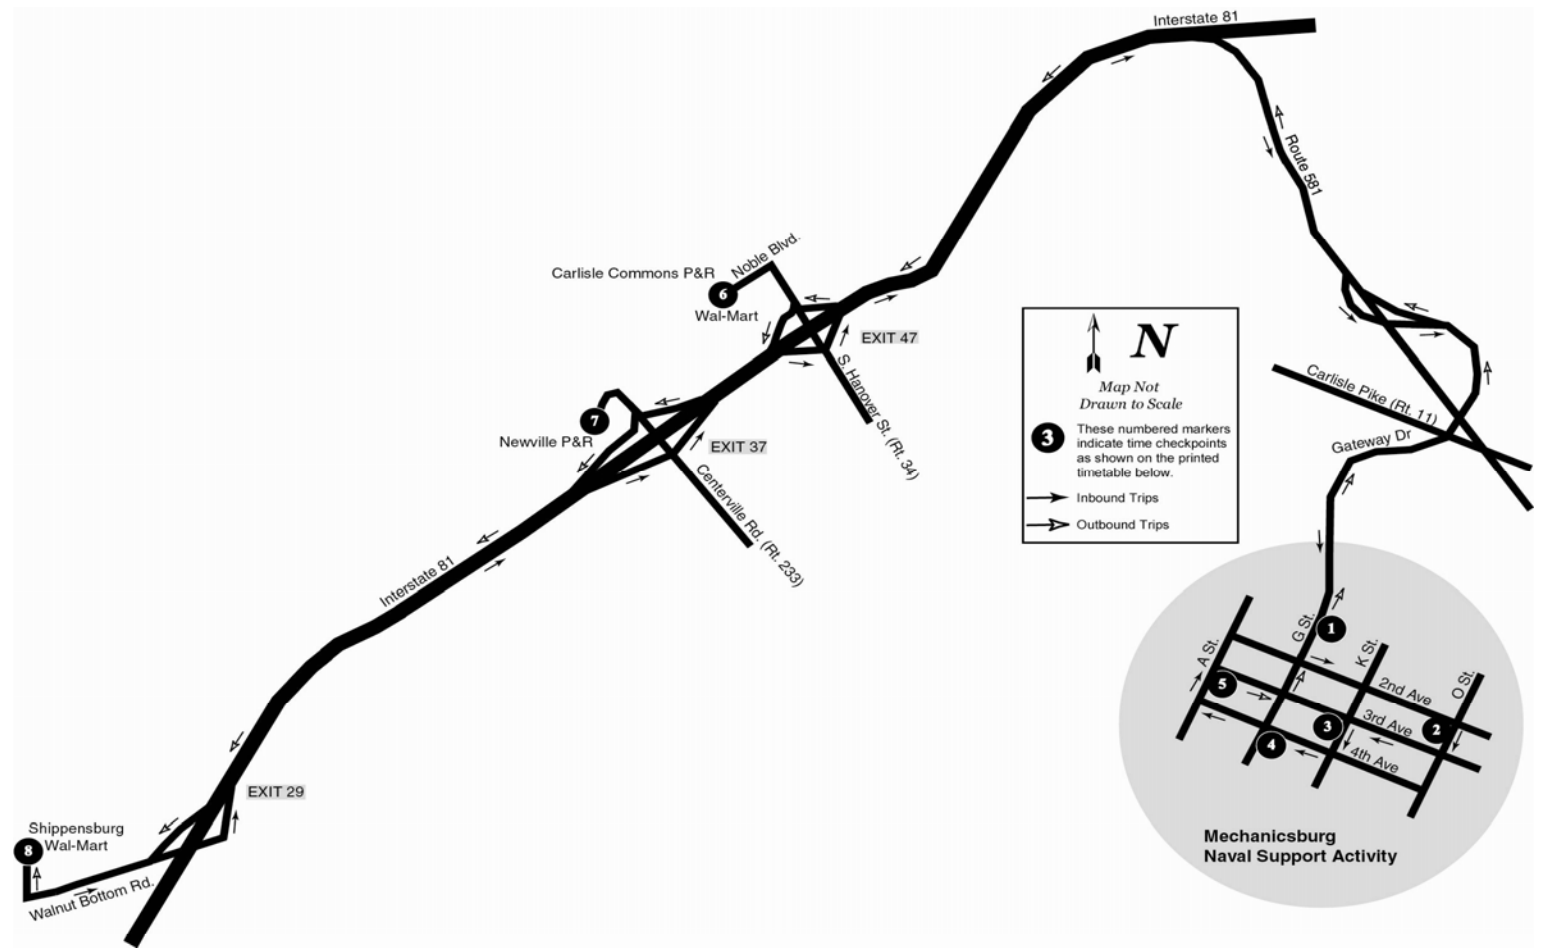 Interstate 81
Route 581
Noble Blvd.
Carlisle Commons P&R
6
Wal-Mart
EXIT 47
S. Hanover St. (Rt. 34)
7
Newville P&R
EXIT 37
Centerville Rd. (Rt. 233)
Interstate 81
EXIT 29
Shippensburg
Wal-Mart
8
Walnut Bottom Rd.
N
Map Not
Drawn to Scale
3
These numbered markers
indicate time checkpoints
as shown on the printed
timetable below.
Inbound Trips
Outbound Trips
Carlisle Pike (Rt. 11)
Gateway Dr
G St.
1
A St.
K St.
O St.
5
2nd Ave
3
3rd Ave
2
4
4th Ave
Mechanicsburg
Naval Support Activity